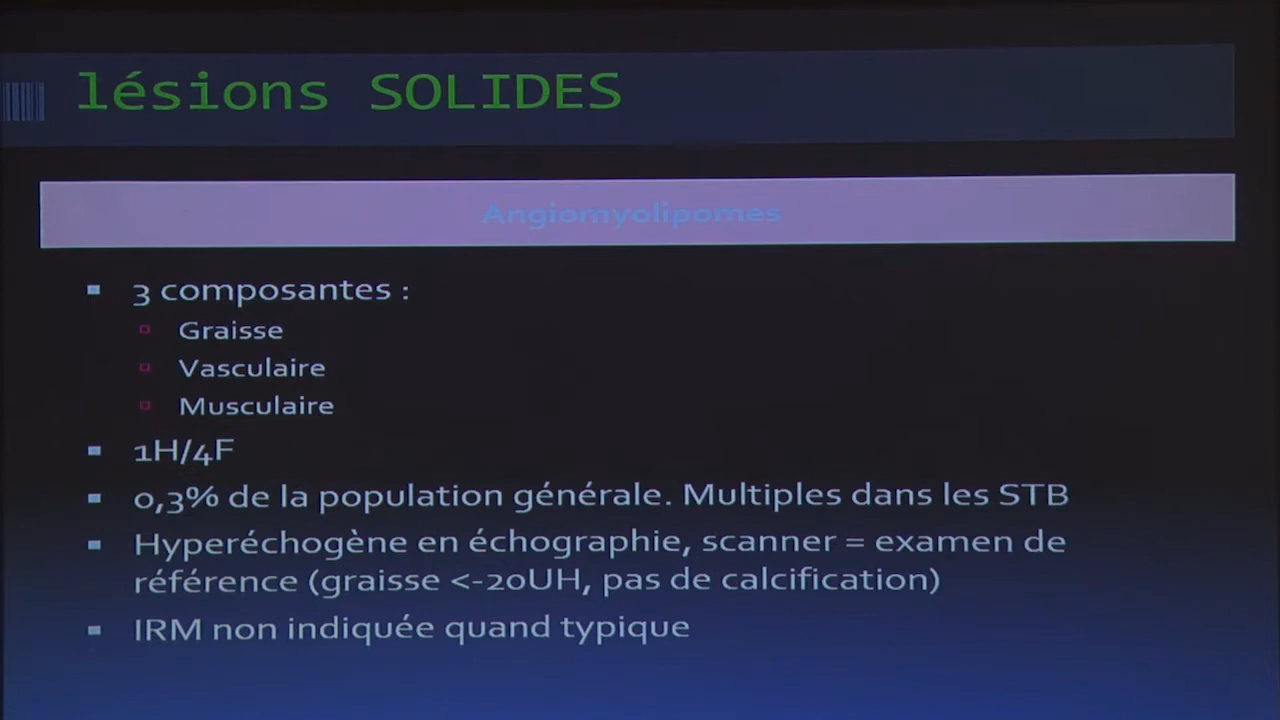 lésions SOLIDES
Angiomyolipomes
3 composantes :
Graisse
Vasculaire
Musculaire
1H/4F
0,3% de la population générale. Multiples dans les STB
Hyperéchogène en échographie, scanner = examen de
référence (graisse <-20UH, pas de calcification)
IRM non indiquée quand typique